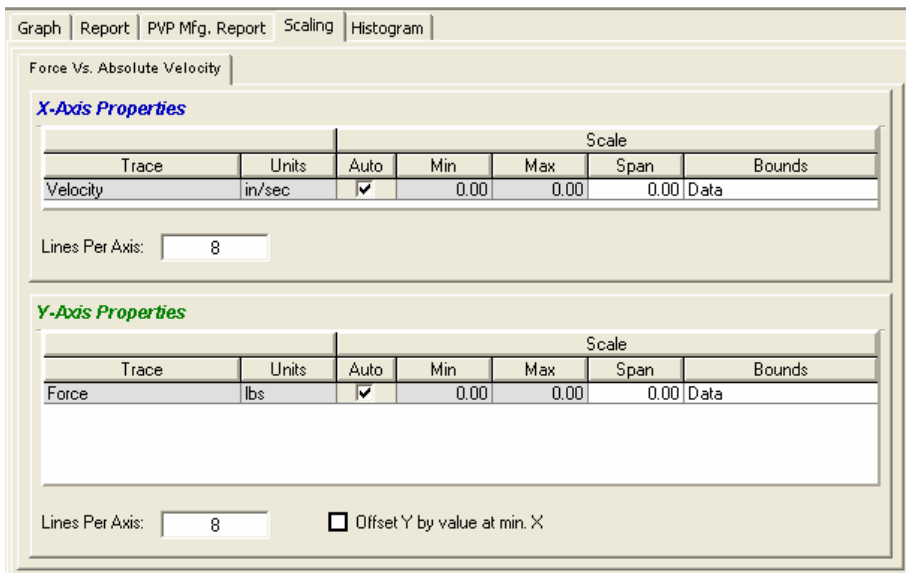 Graph Report PVP Mfg. Report Scaling Histogram
Force Vs. Absolute Velocity
X-Axis Properties
Scale
Trace Units Auto Min Max Span Bounds
Velocity in/sec 0.00 0.00 0.00 Data
Lines Per Axis: 8
Y-Axis Properties
Scale
Trace Units Auto Min Max Span Bounds
Force lbs 0.00 0.00 0.00 Data
Lines Per Axis: 8 Offset Y by value at min. X